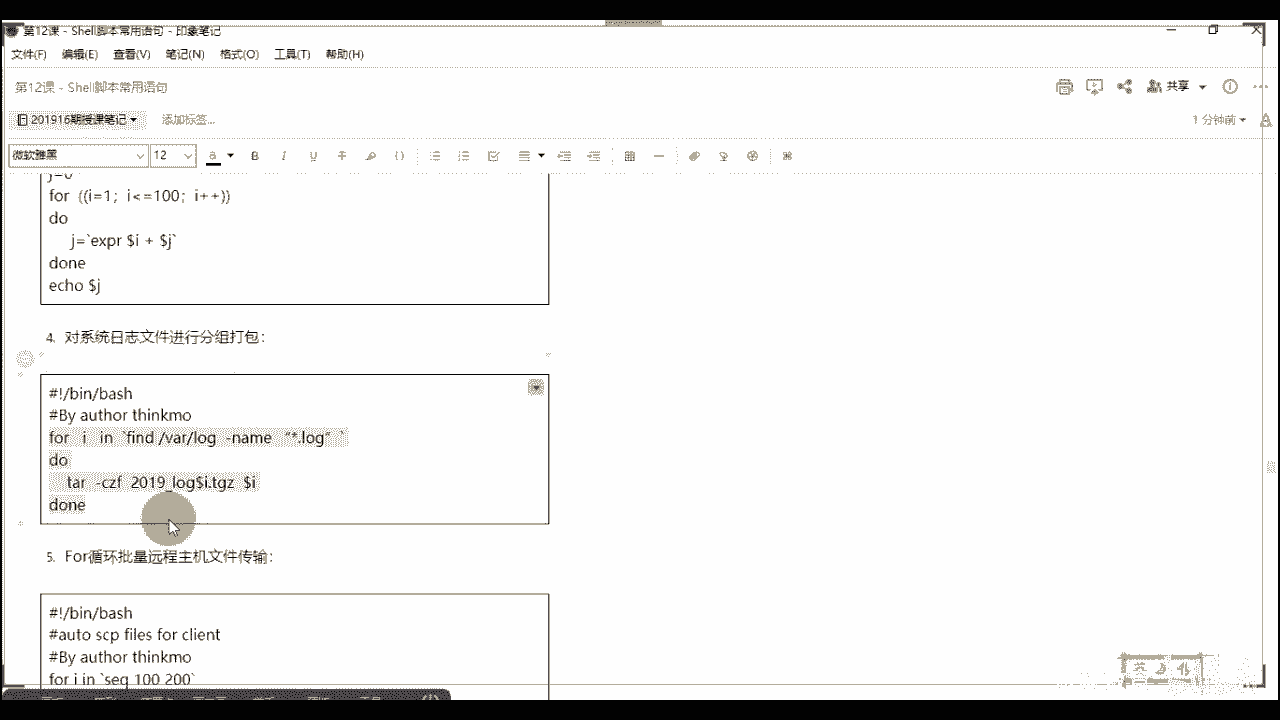 第12课 - Shell脚本常用语句 - 印象笔记
文件(F) 编辑(E) 查看(V) 笔记(N) 格式(O) 工具(T) 帮助(H)
第12课 - Shell脚本常用语句
共享
201916期授课笔记 添加标签...
1 分钟前
微软雅黑 12 a B I U T
j=0
for ((i=1; i<=100; i++))
do
j=`expr $i + $j`
done
echo $j
4. 对系统日志文件进行分组打包:
#!/bin/bash
#By author thinkmo
for i in `find /var/log -name "*.log" `
do
tar -czf 2019_log$i.tgz $i
done
5. For循环批量远程主机文件传输:
#!/bin/bash
#auto scp files for client
#By author thinkmo
for i in `seq 100 200`